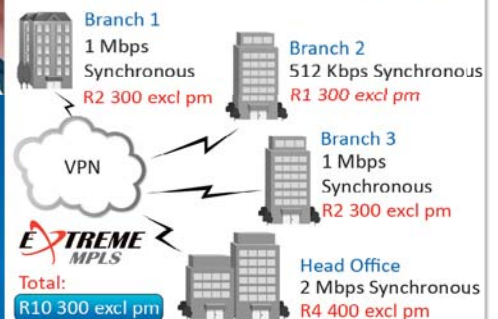 Branch 1
1 Mbps
Synchronous
R2 300 excl pm
Branch 2
512 Kbps Synchronous
R1 300 excl pm
Branch 3
1 Mbps
Synchronous
R2 300 excl pm
VPN
EXTREME
MPLS
Total:
R10 300 excl pm
Head Office
2 Mbps Synchronous
R4 400 excl pm